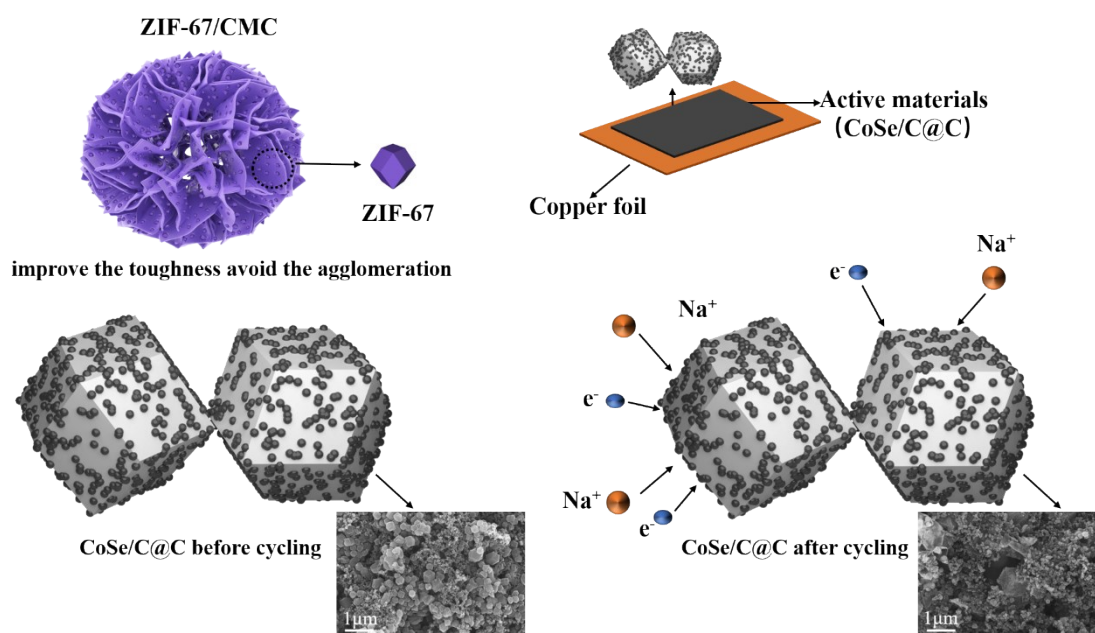 ZIF-67/CMC
ZIF-67
improve the toughness avoid the agglomeration
Active materials
(CoSe/C@C)
Copper foil
CoSe/C@C before cycling
1μm
Na⁺
e⁻
Na⁺
e⁻
Na⁺
e⁻
CoSe/C@C after cycling
1μm